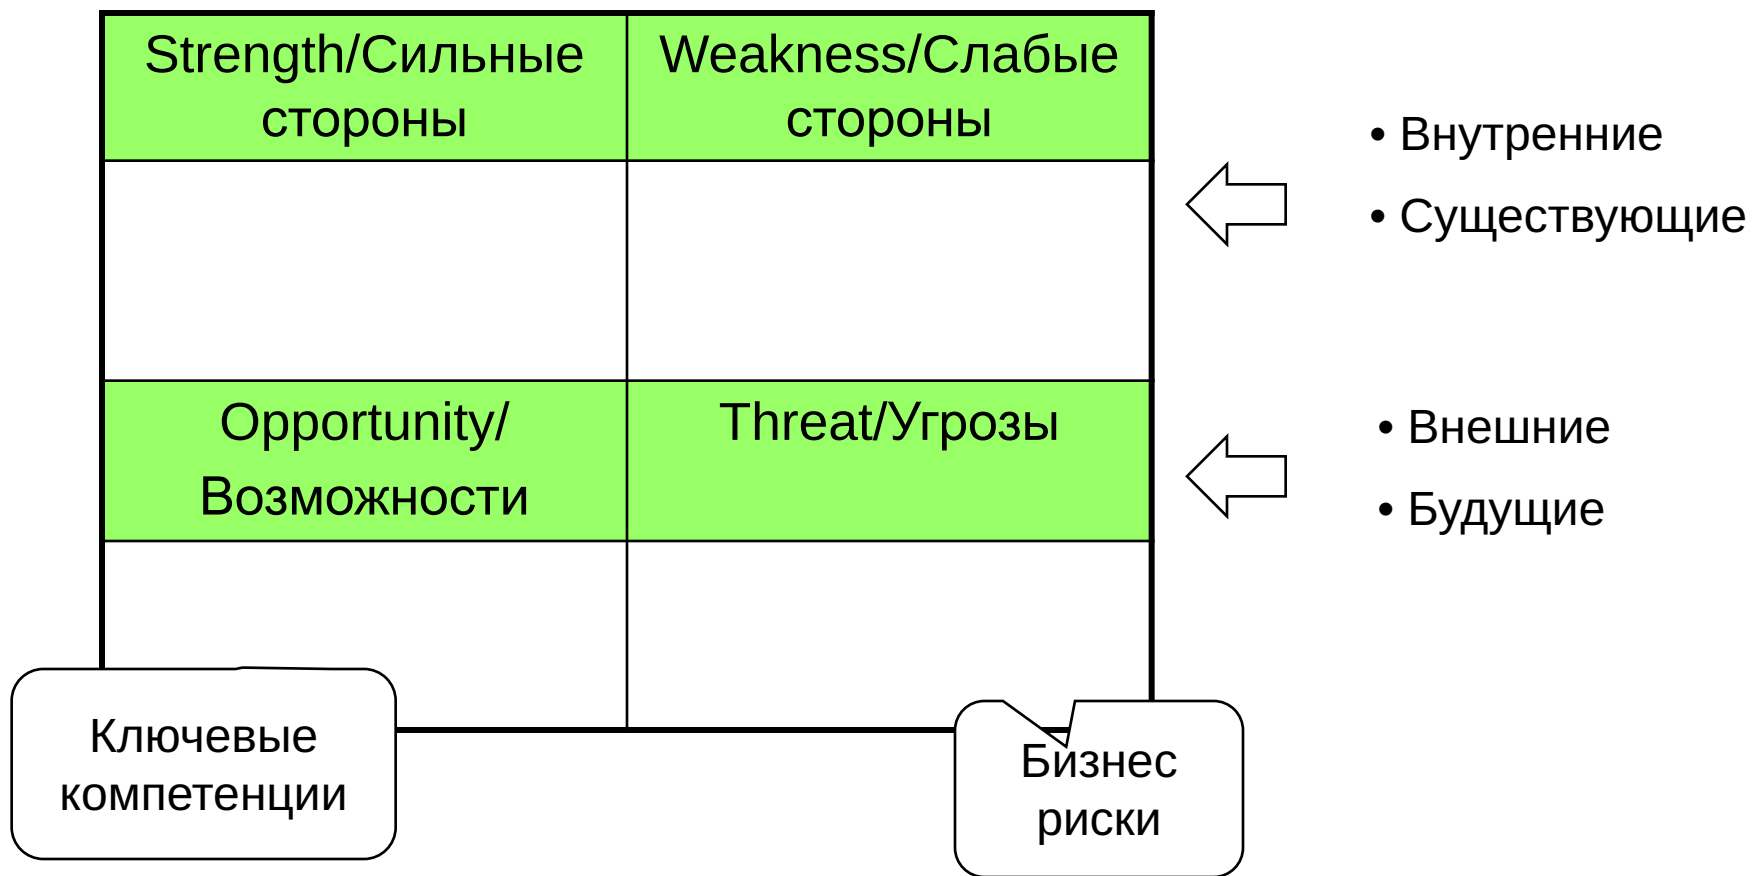 Strength/Сильные
стороны
Weakness/Слабые
стороны
• Внутренние
• Существующие
Opportunity/
Возможности
Threat/Угрозы
• Внешние
• Будущие
Ключевые
компетенции
Бизнес
риски